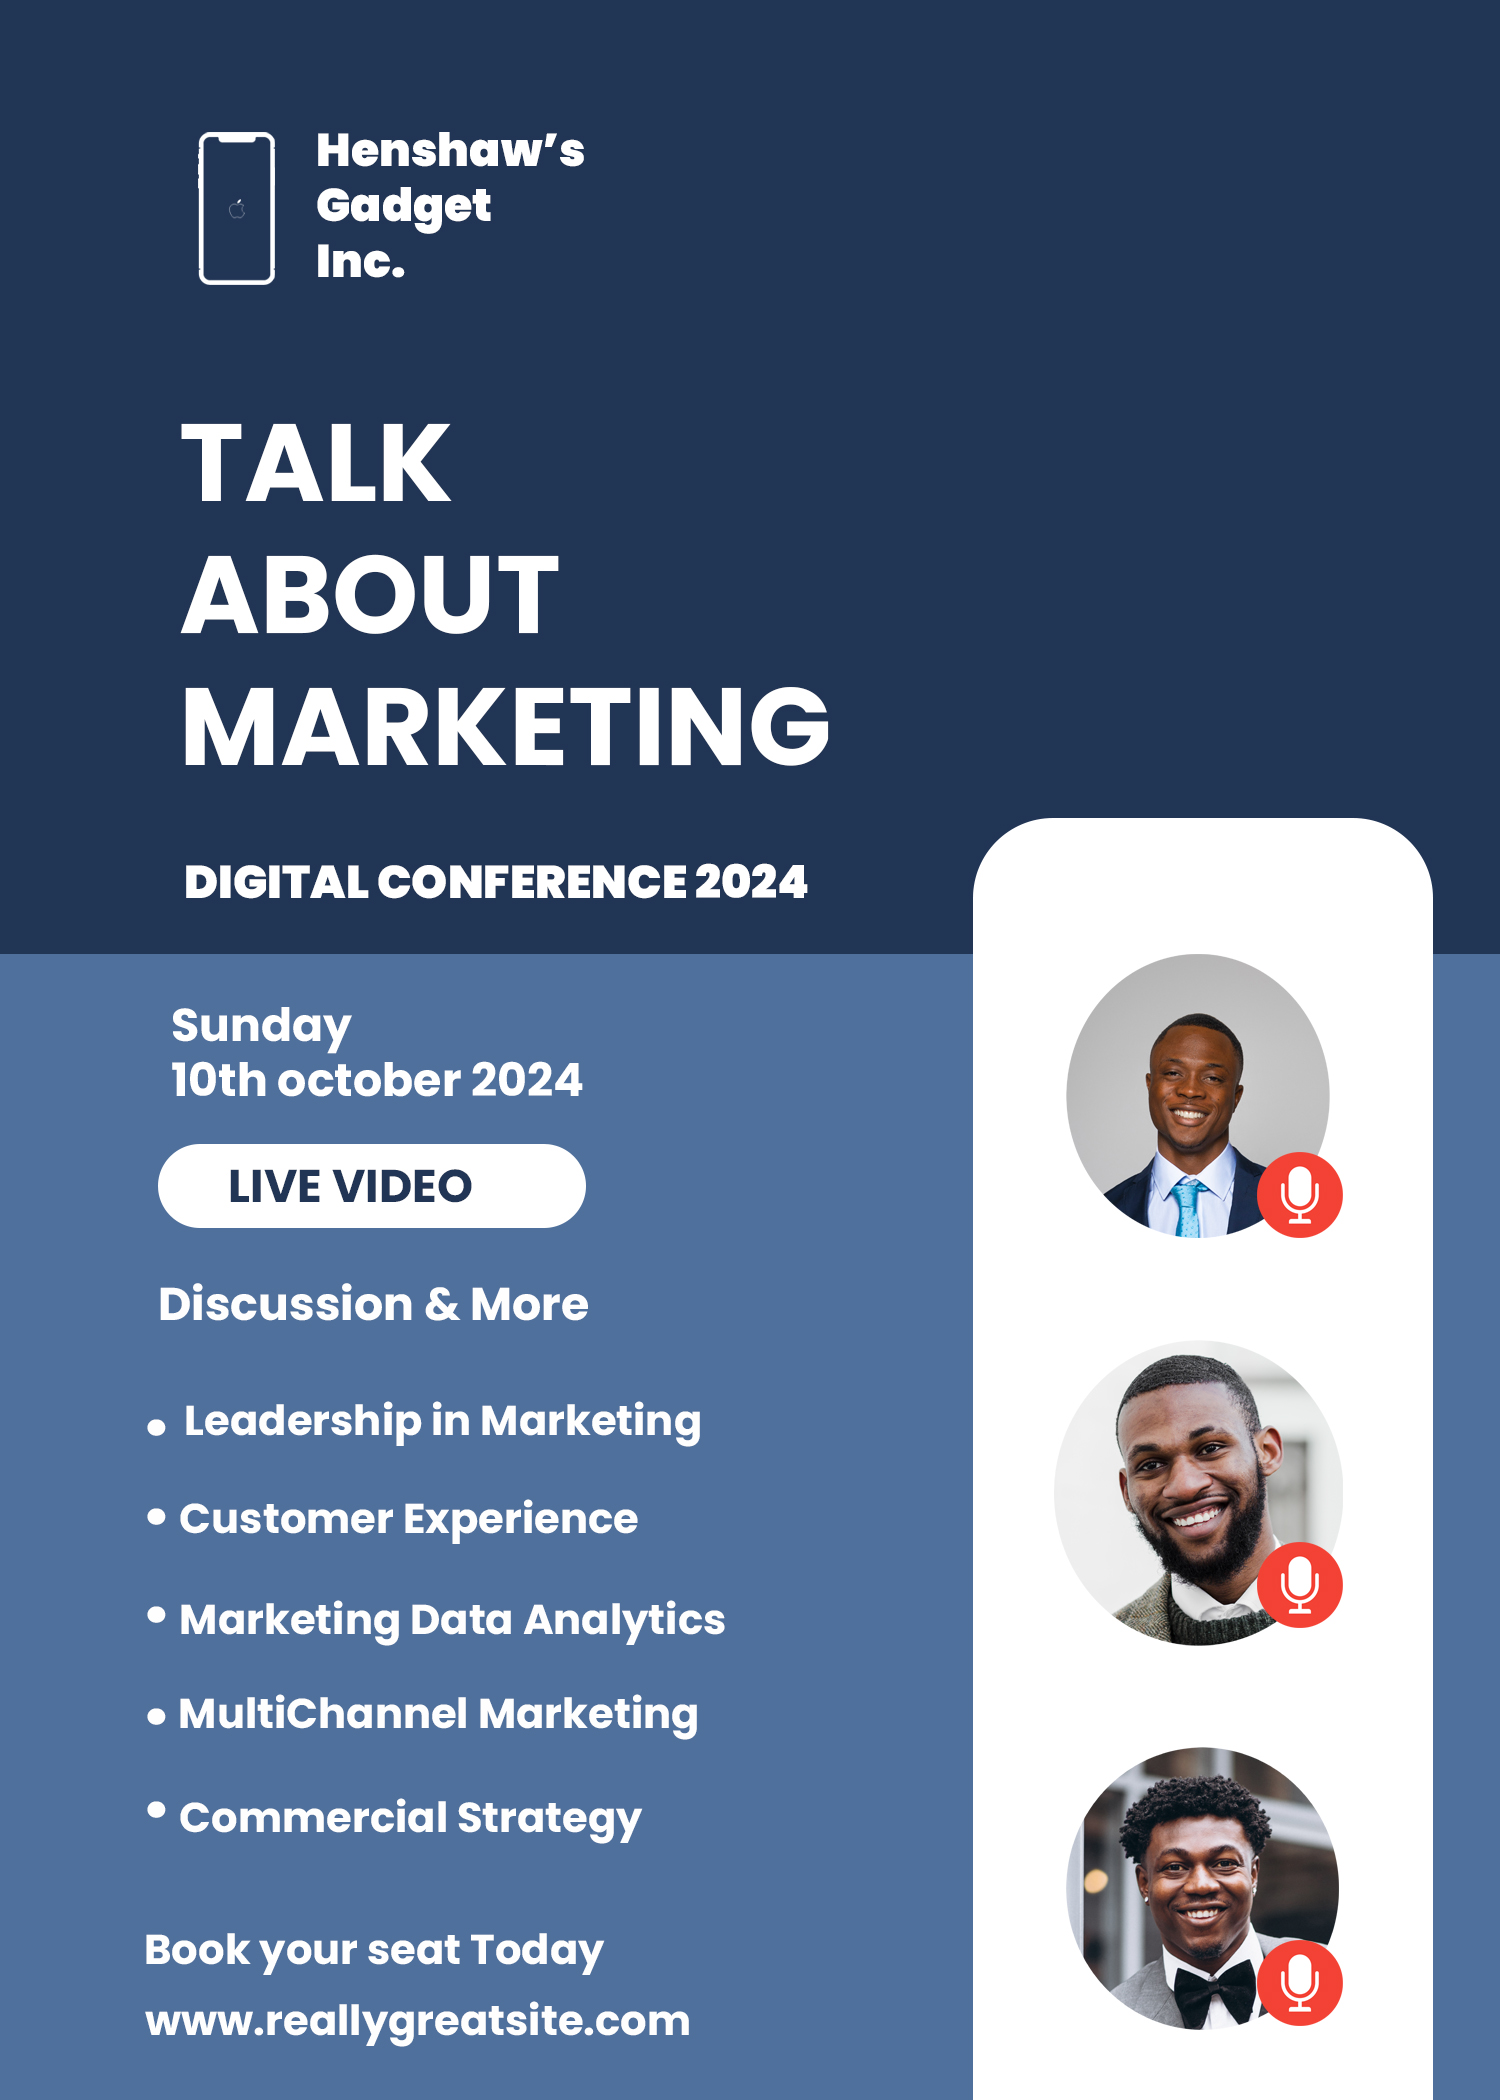 Henshaw’s
Gadget
Inc.
TALK
ABOUT
MARKETING
DIGITAL CONFERENCE 2024
Sunday
10th october 2024
LIVE VIDEO
Discussion & More
• Leadership in Marketing
• Customer Experience
• Marketing Data Analytics
• MultiChannel Marketing
• Commercial Strategy
Book your seat Today
www.reallygreatsite.com